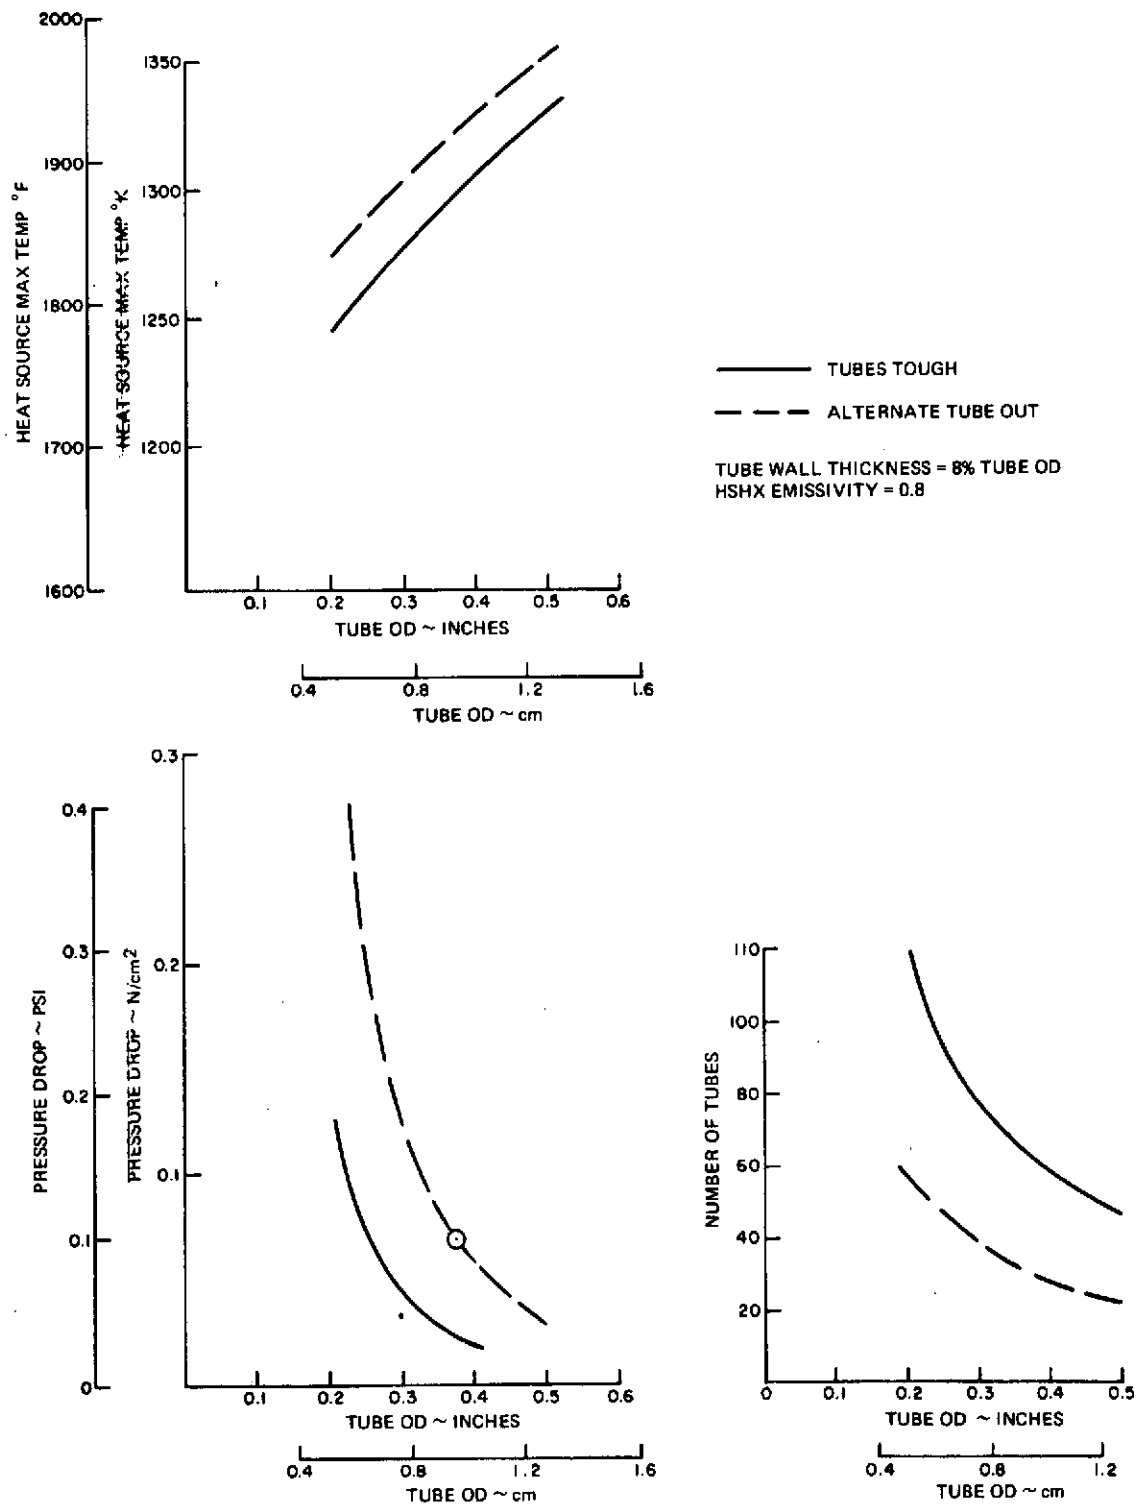 HEAT SOURCE MAX TEMP °F
2000
1900
1800
1700
1600
HEAT SOURCE MAX TEMP °K
1350
1300
1250
1200
0.1 0.2 0.3 0.4 0.5 0.6
TUBE OD ~ INCHES
0.4 0.8 1.2 1.6
TUBE OD ~ cm
TUBES TOUGH
ALTERNATE TUBE OUT
TUBE WALL THICKNESS = 8% TUBE OD
HSHX EMISSIVITY = 0.8
PRESSURE DROP ~ PSI
0.4
0.3
0.2
0.1
0
PRESSURE DROP ~ N/cm²
0.3
0.2
0.1
0.1 0.2 0.3 0.4 0.5 0.6
TUBE OD ~ INCHES
0.4 0.8 1.2 1.6
TUBE OD ~ cm
NUMBER OF TUBES
110
100
80
60
40
20
0 0.1 0.2 0.3 0.4 0.5
TUBE OD ~ INCHES
0.4 0.8 1.2
TUBE OD ~ cm